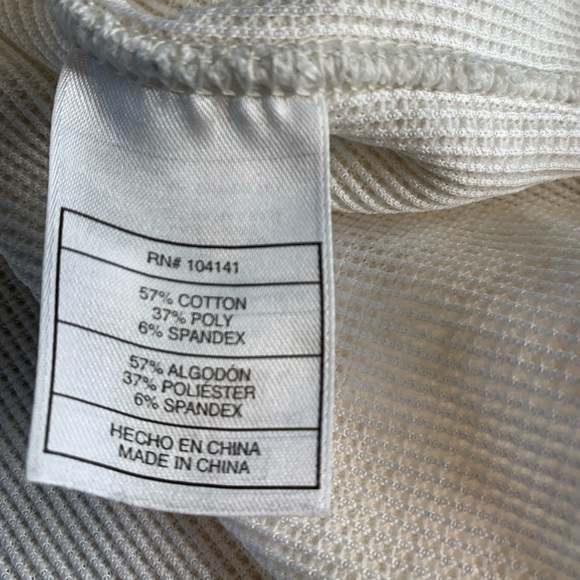 RN# 104141
57% COTTON
37% POLY
6% SPANDEX
57% ALGODÓN
37% POLIÉSTER
6% SPANDEX
HECHO EN CHINA
MADE IN CHINA